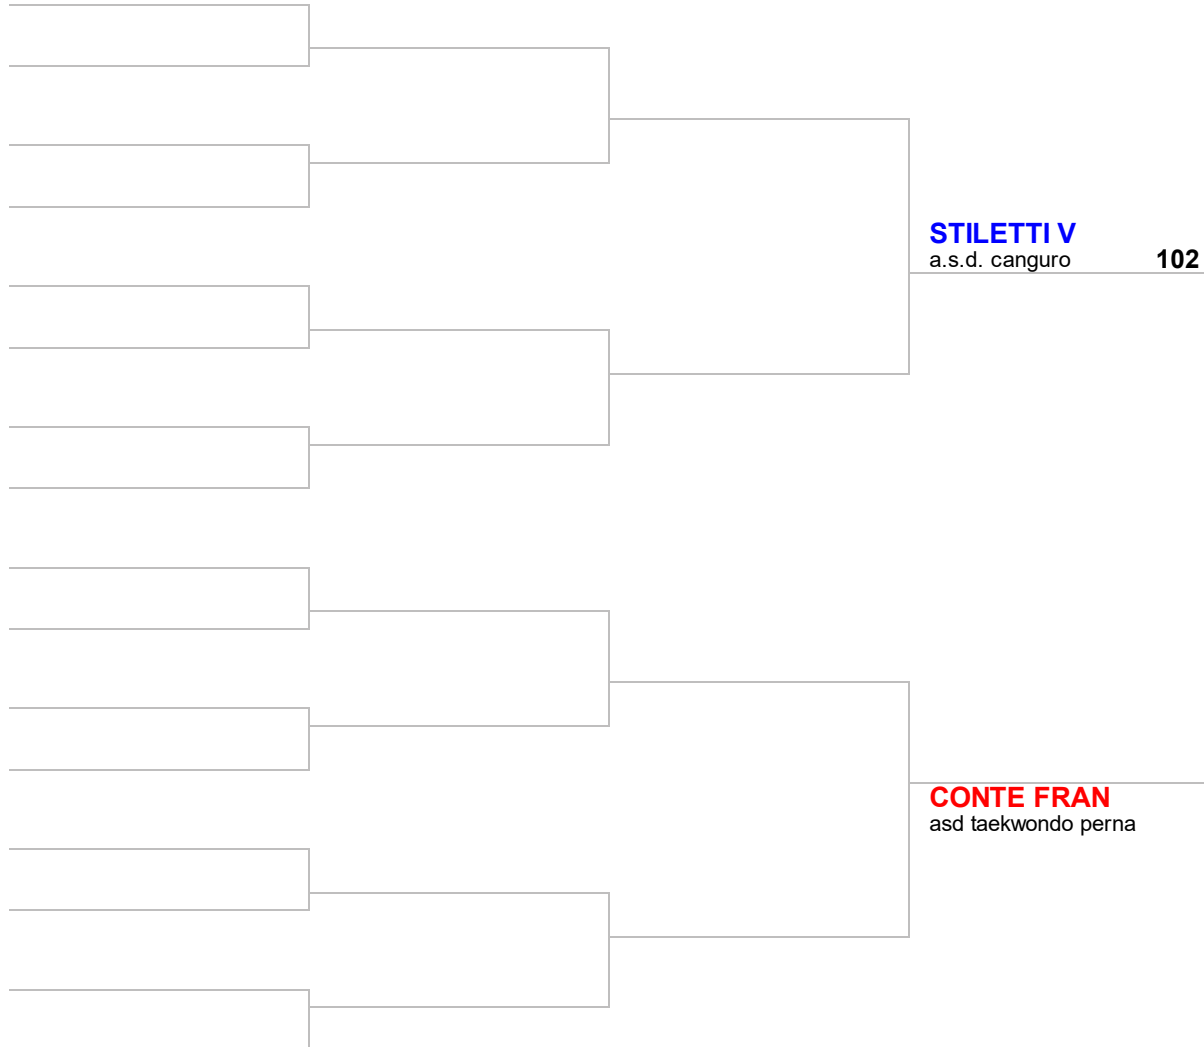 STILETTI V
a.s.d. canguro 102
CONTE FRAN
asd taekwondo perna